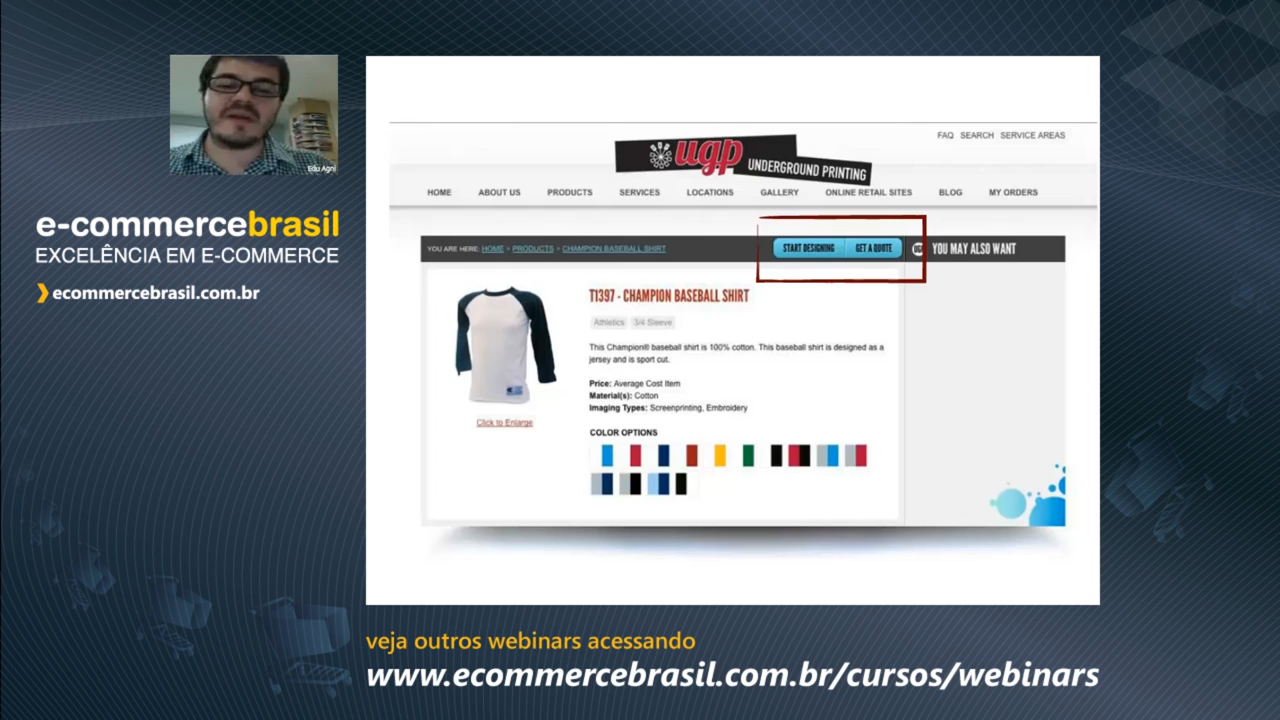 Edu Agni
e-commercebrasil
EXCELÊNCIA EM E-COMMERCE
ecommercebrasil.com.br
FAQ SEARCH SERVICE AREAS
ugp UNDERGROUND PRINTING
HOME ABOUT US PRODUCTS SERVICES LOCATIONS GALLERY ONLINE RETAIL SITES BLOG MY ORDERS
YOU ARE HERE: HOME > PRODUCTS > CHAMPION BASEBALL SHIRT START DESIGNING GET A QUOTE YOU MAY ALSO WANT
T1397 - CHAMPION BASEBALL SHIRT
Athletics 3/4 Sleeve
This Champion® baseball shirt is 100% cotton. This baseball shirt is designed as a
jersey and is sport cut.
Price: Average Cost Item
Material(s): Cotton
Imaging Types: Screenprinting, Embroidery
Click to Enlarge
COLOR OPTIONS
veja outros webinars acessando
www.ecommercebrasil.com.br/cursos/webinars